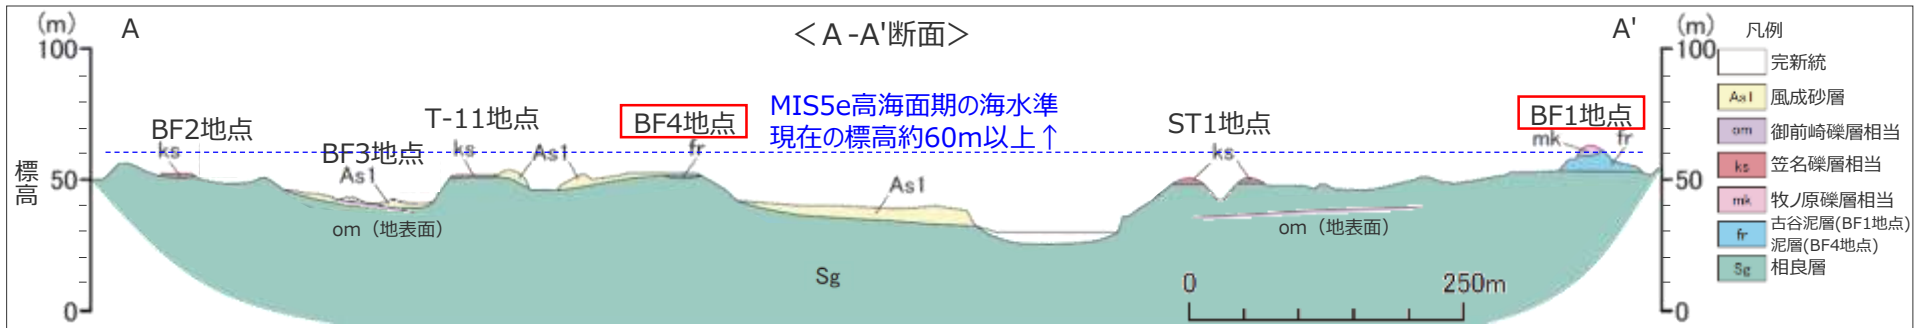 (m)
A
<A-A'断面>
A'
(m)
凡例
100
100
完新統
As1
風成砂層
om
御前崎礫層相当
ks
笠名礫層相当
mk
牧ノ原礫層相当
fr
古谷泥層(BF1地点)
泥層(BF4地点)
Sg
相良層
MIS5e高海面期の海水準
現在の標高約60m以上↑
BF2地点
ks
BF3地点
As1
om(地表面)
T-11地点
ks
As1
BF4地点
fr
As1
ST1地点
ks
om(地表面)
BF1地点
mk
fr
標高
50
50
Sg
0
250m
0
0